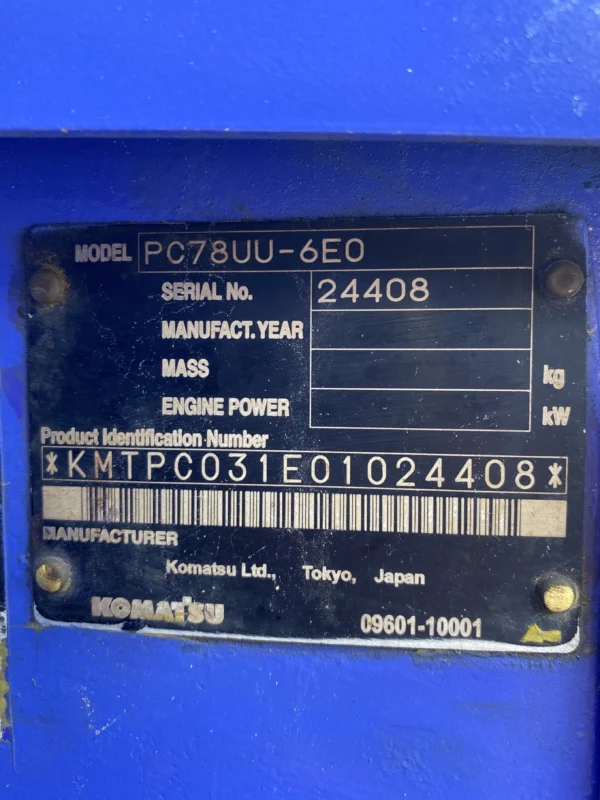 MODEL PC78UU-6E0
SERIAL No. 24408
MANUFACT. YEAR
MASS kg
ENGINE POWER kW
Product Identification Number
*KMTPC031E01024408*
MANUFACTURER
Komatsu Ltd., Tokyo, Japan
KOMATSU 09601-10001